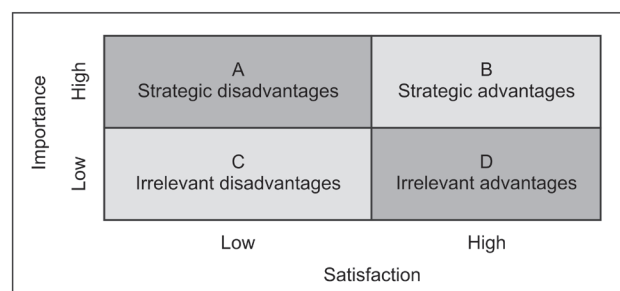 Importance
High
A
Strategic disadvantages
B
Strategic advantages
Low
C
Irrelevant disadvantages
D
Irrelevant advantages
Low
High
Satisfaction